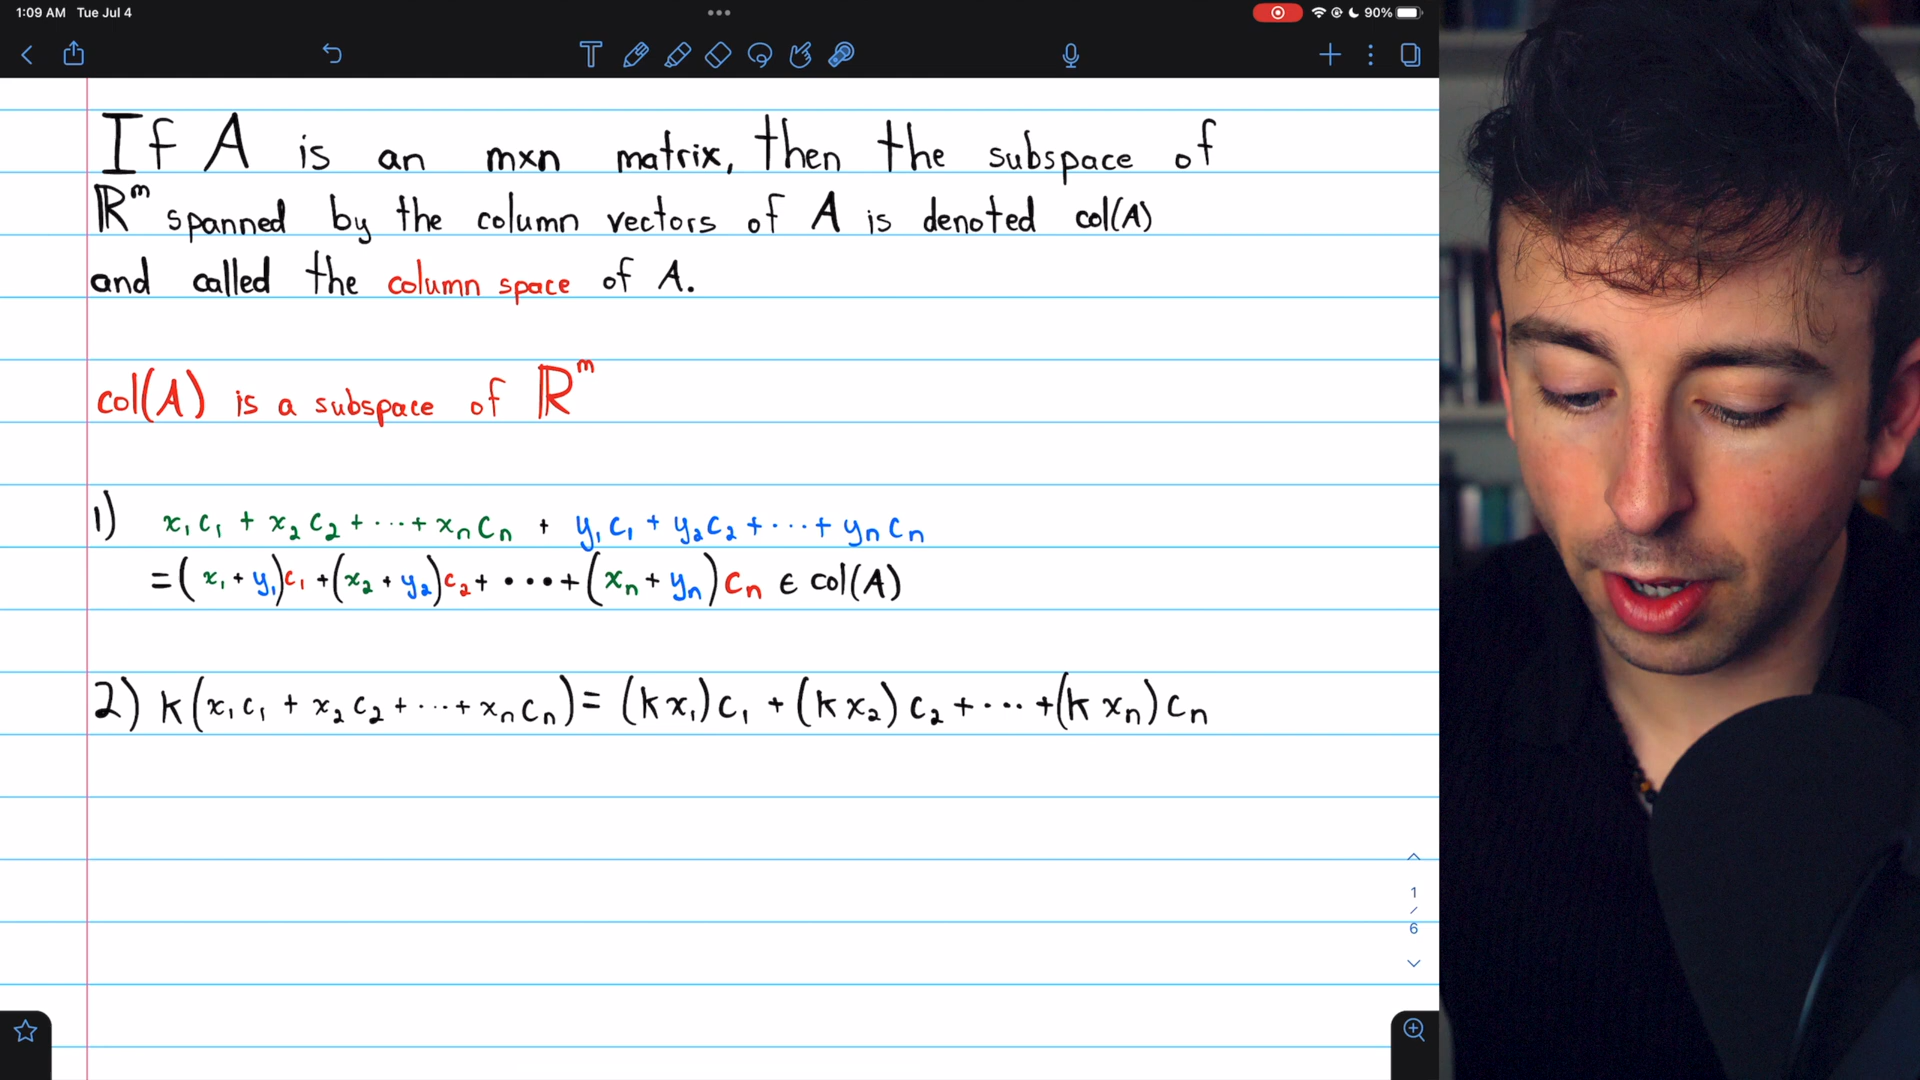 1:09 AM Tue Jul 4
90%
If A is an mxn matrix, then the subspace of
ℝᵐ spanned by the column vectors of A is denoted col(A)
and called the column space of A.
col(A) is a subspace of ℝᵐ
1) x₁c₁ + x₂c₂ + ··· + xₙcₙ + y₁c₁ + y₂c₂ + ··· + yₙcₙ
= (x₁ + y₁)c₁ + (x₂ + y₂)c₂ + ··· + (xₙ + yₙ)cₙ ∈ col(A)
2) k(x₁c₁ + x₂c₂ + ··· + xₙcₙ) = (kx₁)c₁ + (kx₂)c₂ + ··· + (kxₙ)cₙ
1
/
6